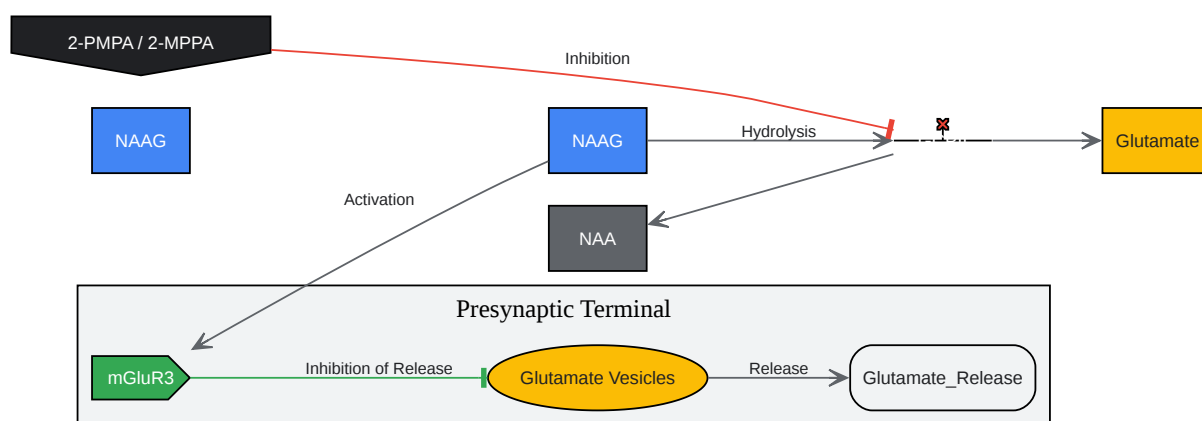 2-PMPA / 2-MPPA
Inhibition
NAAG
NAAG
Hydrolysis
Glutamate
Activation
NAA
Presynaptic Terminal
mGluR3
Inhibition of Release
Glutamate Vesicles
Release
Glutamate_Release